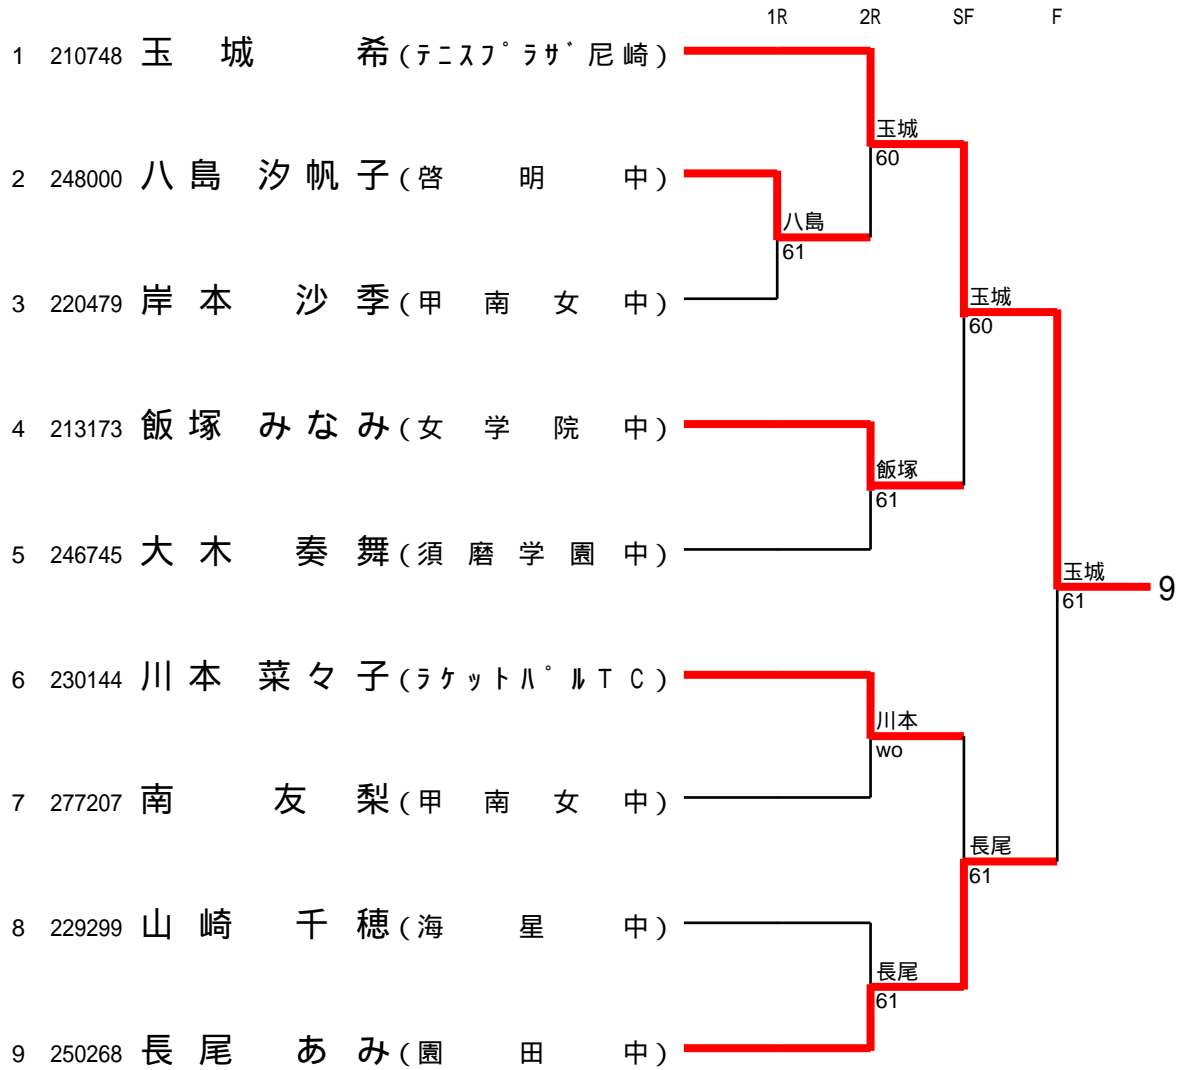 1R 2R SF F
1 210748 玉城 希 (テニスプラザ尼崎)
玉城
60
2 248000 八島 汐帆子 (啓明中)
八島
61
3 220479 岸本 沙季 (甲南女中)
玉城
60
4 213173 飯塚 みなみ (女学院中)
飯塚
61
5 246745 大木 奏舞 (須磨学園中)
玉城
61
9
6 230144 川本 菜々子 (ラケットパルTC)
川本
wo
7 277207 南 友梨 (甲南女中)
長尾
61
8 229299 山崎 千穂 (海星中)
長尾
61
9 250268 長尾 あみ (園田中)